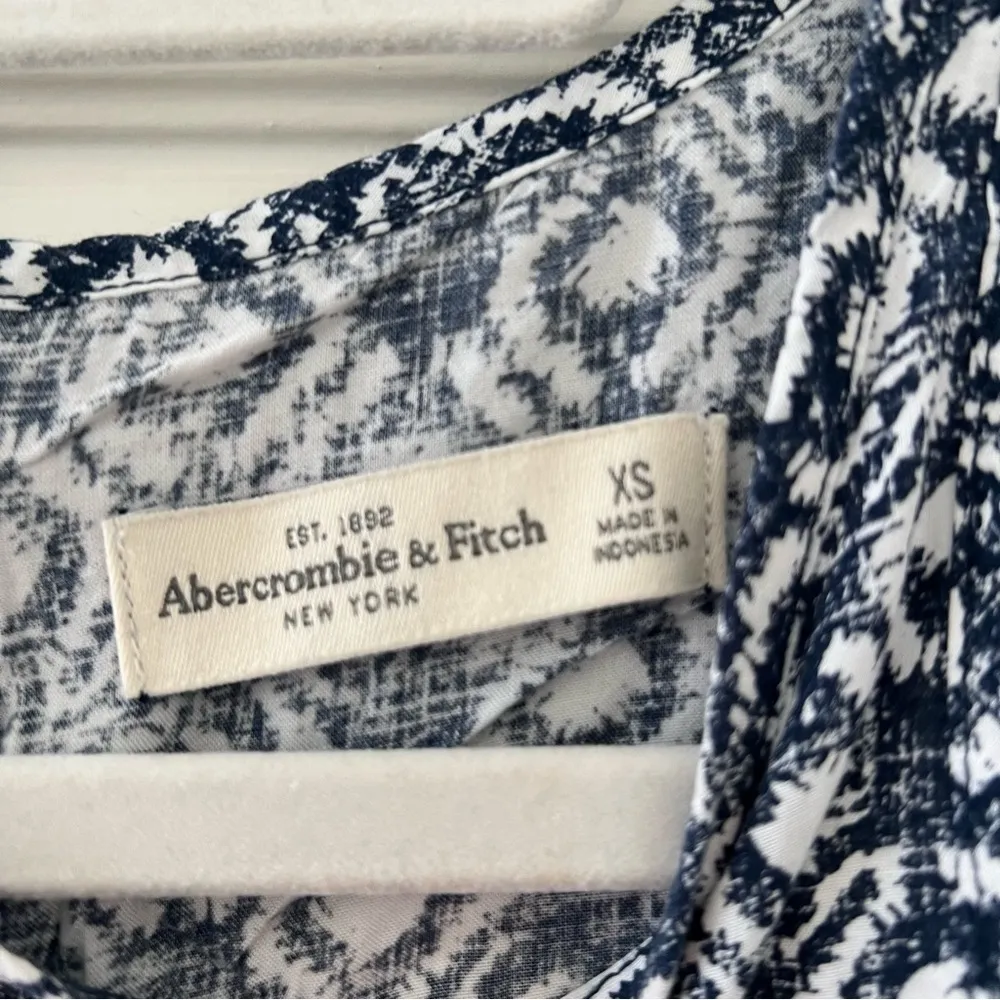 EST. 1892
Abercrombie & Fitch
NEW YORK
XS
MADE IN
INDONESIA